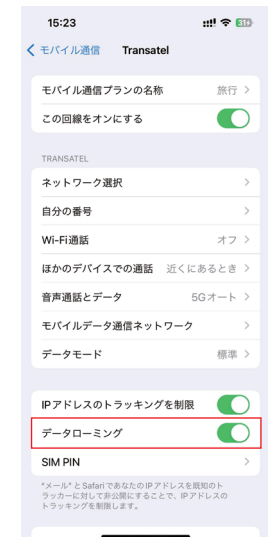 15:23
モバイル通信 Transatel
モバイル通信プランの名称 旅行
この回線をオンにする
TRANSATEL
ネットワーク選択
自分の番号
Wi-Fi通話 オフ
ほかのデバイスでの通話 近くにあるとき
音声通話とデータ 5Gオート
モバイルデータ通信ネットワーク
データモード 標準
IPアドレスのトラッキングを制限
データローミング
SIM PIN
"メール"とSafariであなたのIPアドレスを既知のト
ラッカーに対して非公開にすることで、IPアドレスの
トラッキングを制限します。